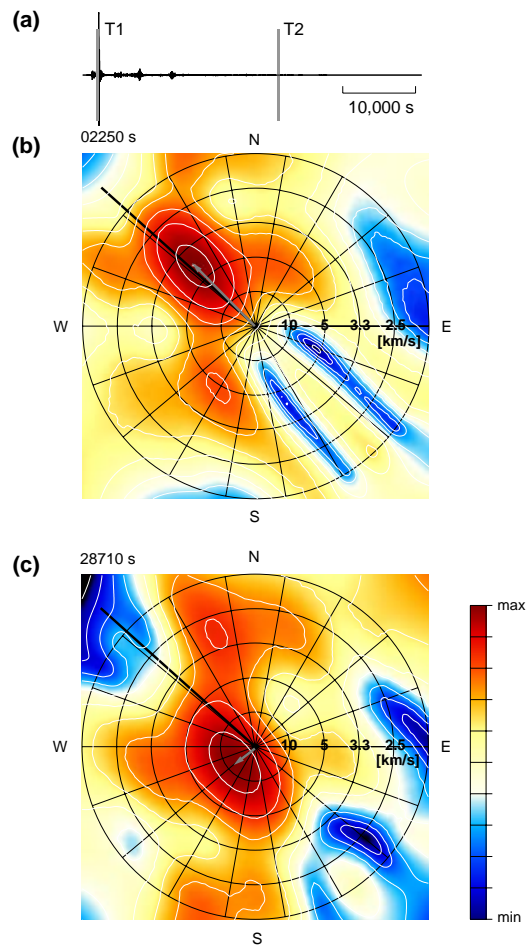 (a)
T1
T2
10,000 s
02250 s
(b)
N
W
10 5 3.3 2.5 E
[km/s]
S
28710 s
(c)
N
max
W
10 5 3.3 2.5 E
[km/s]
min
S